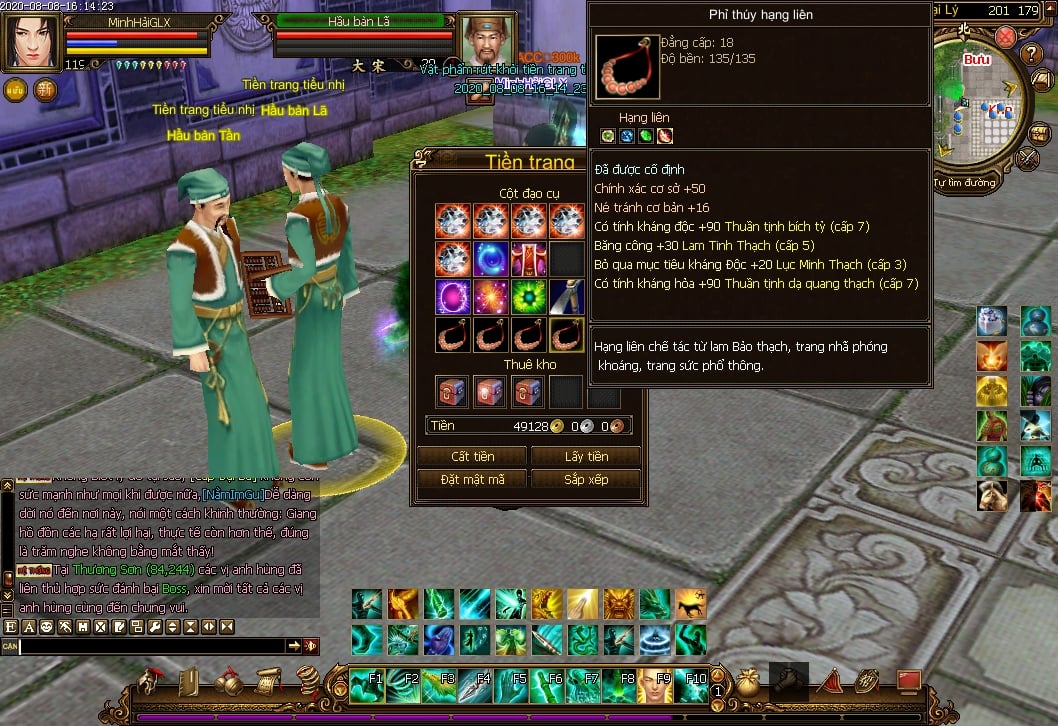 2020-08-08-16:14:23
MinhHảiGLX
119
Hầu bàn Lã
大 宋
ACC: 300k
Vật phẩm rút khỏi tiền trang t
MinhHảiGLX
2020_08_08_16_14_23
Tiền trang tiểu nhị
Tiền trang tiểu nhị Hầu bàn Lã
Hầu bàn Tần
新
Phỉ thúy hạng liên
Đẳng cấp: 18
Độ bền: 135/135
Hạng liên
Đã được cố định
Chính xác cơ sở +50
Né tránh cơ bản +16
Có tính kháng độc +90 Thuần tịnh bích tỷ (cấp 7)
Băng công +30 Lam Tinh Thạch (cấp 5)
Bỏ qua mục tiêu kháng Độc +20 Lục Minh Thạch (cấp 3)
Có tính kháng hỏa +90 Thuần tịnh dạ quang thạch (cấp 7)
Hạng liên chế tác từ lam Bảo thạch, trang nhã phóng
khoáng, trang sức phổ thông.
ại Lý 201 179
北
Bưu
Tự tìm đường
Tiền trang
Cột đạo cụ
Thuê kho
Tiền 49128 0 0
Cất tiền Lấy tiền
Đặt mật mã Sắp xếp
sức mạnh như mọi khi được nữa,[NấmImGui]Dễ dàng
dời nó đến nơi này, nói một cách khinh thường: Giang
hồ đồn các hạ rất lợi hại, thực tế còn hơn thế, đúng
là trăm nghe không bằng mắt thấy!
Tại Thương Sơn (84,244) các vị anh hùng đã
liên thủ hợp sức đánh bại Boss, xin mời tất cả các vị
anh hùng cùng đến chung vui.
CẬN
F1 F2 F3 F4 F5 F6 F7 F8 F9 F10
1